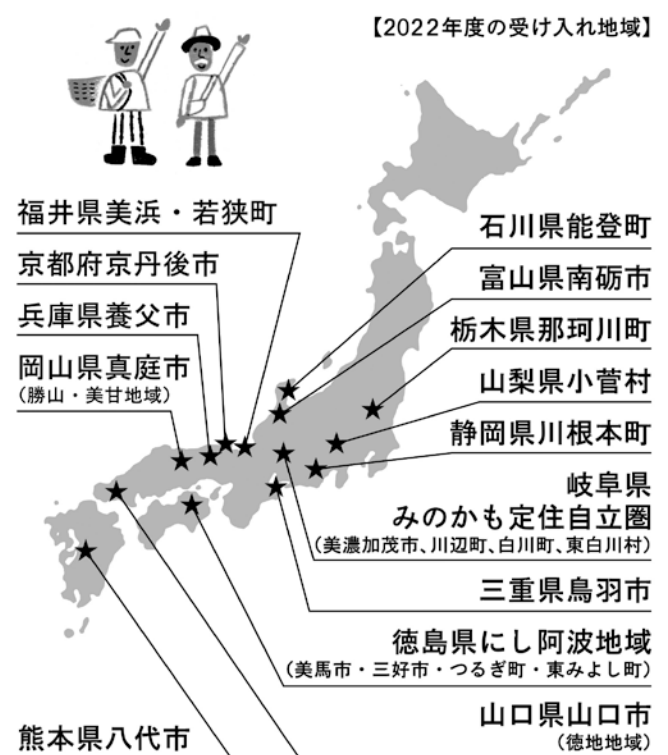 【2022年度の受け入れ地域】
福井県美浜・若狭町
京都府京丹後市
兵庫県養父市
岡山県真庭市
（勝山・美甘地域）
石川県能登町
富山県南砺市
栃木県那珂川町
山梨県小菅村
静岡県川根本町
岐阜県
みのかも定住自立圏
（美濃加茂市、川辺町、白川町、東白川村）
三重県鳥羽市
徳島県にし阿波地域
（美馬市・三好市・つるぎ町・東みよし町）
山口県山口市
（徳地地域）
熊本県八代市